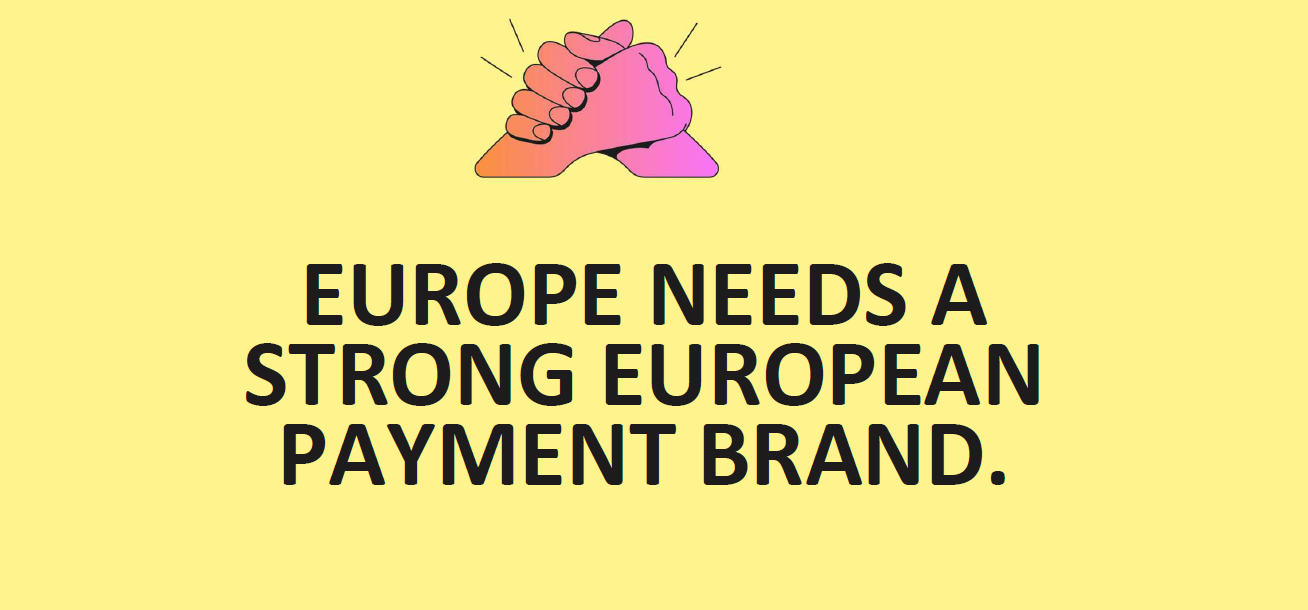 EUROPE NEEDS A
STRONG EUROPEAN
PAYMENT BRAND.